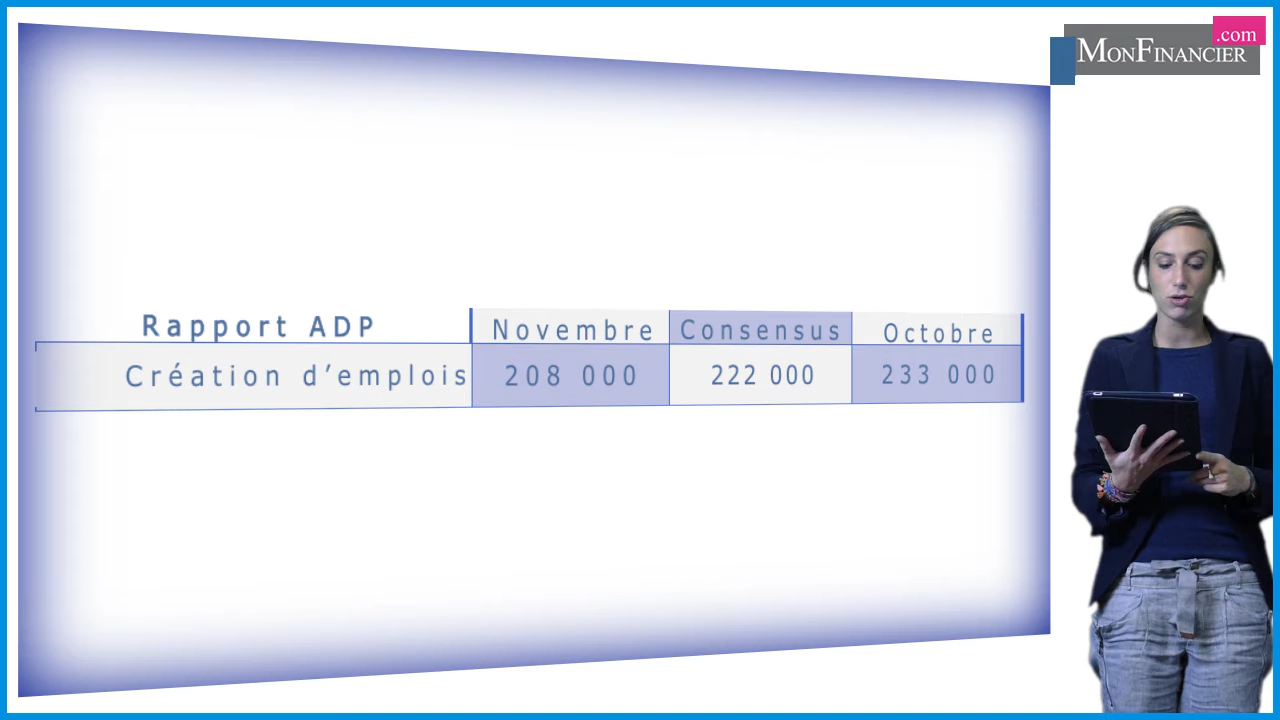 .com
MonFinancier
Rapport ADP Novembre Consensus Octobre
Création d'emplois 208 000 222 000 233 000